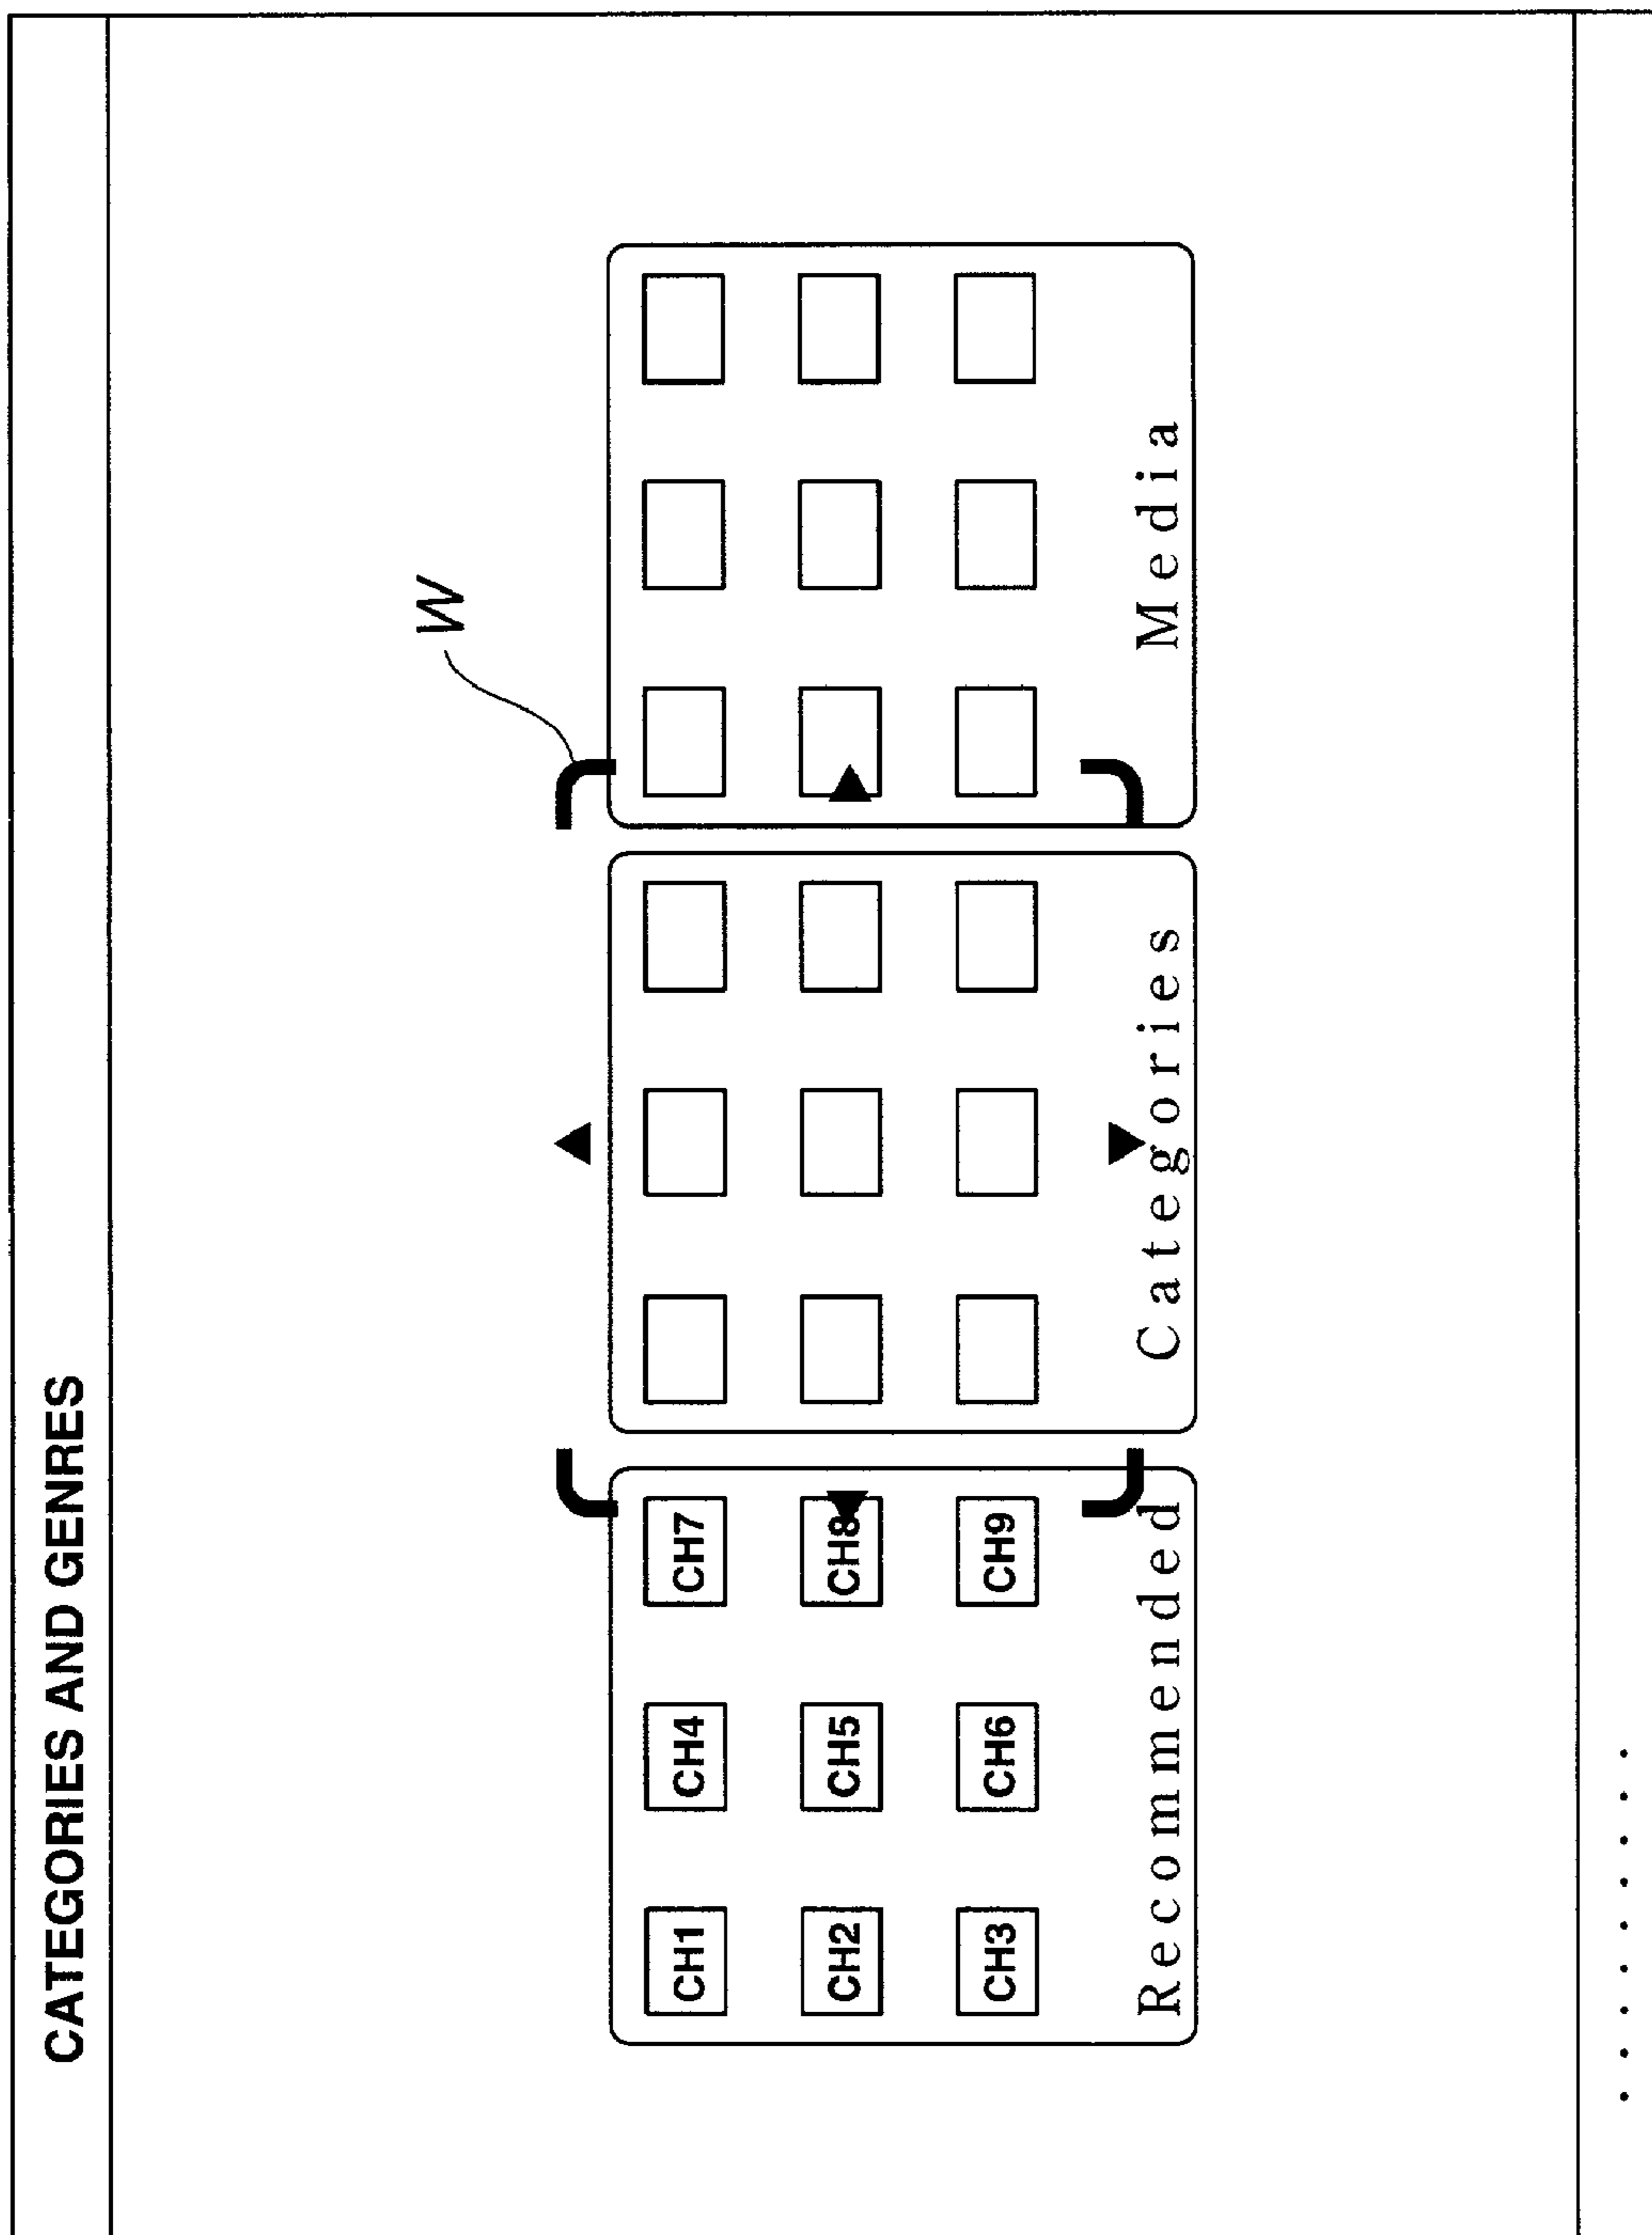 CATEGORIES AND GENRES
W
CH1 CH4 CH7
CH2 CH5 CH8
CH3 CH6 CH9
Recommended Categories Media
. . . . . . . . .